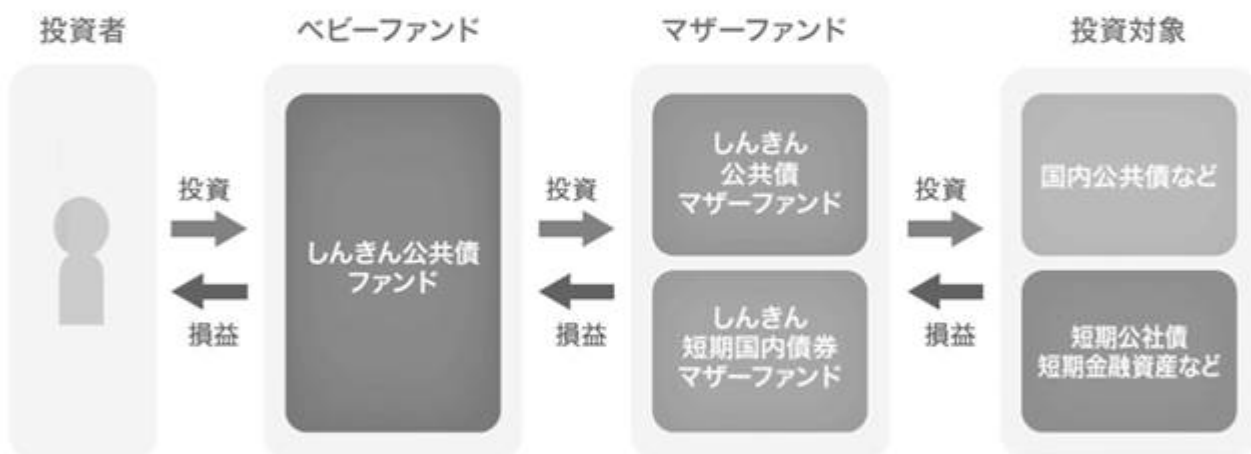 投資者
ベビーファンド
マザーファンド
投資対象
投資
損益
しんきん公共債
ファンド
投資
損益
しんきん
公共債
マザーファンド
しんきん
短期国内債券
マザーファンド
投資
損益
国内公共債など
短期公社債
短期金融資産など